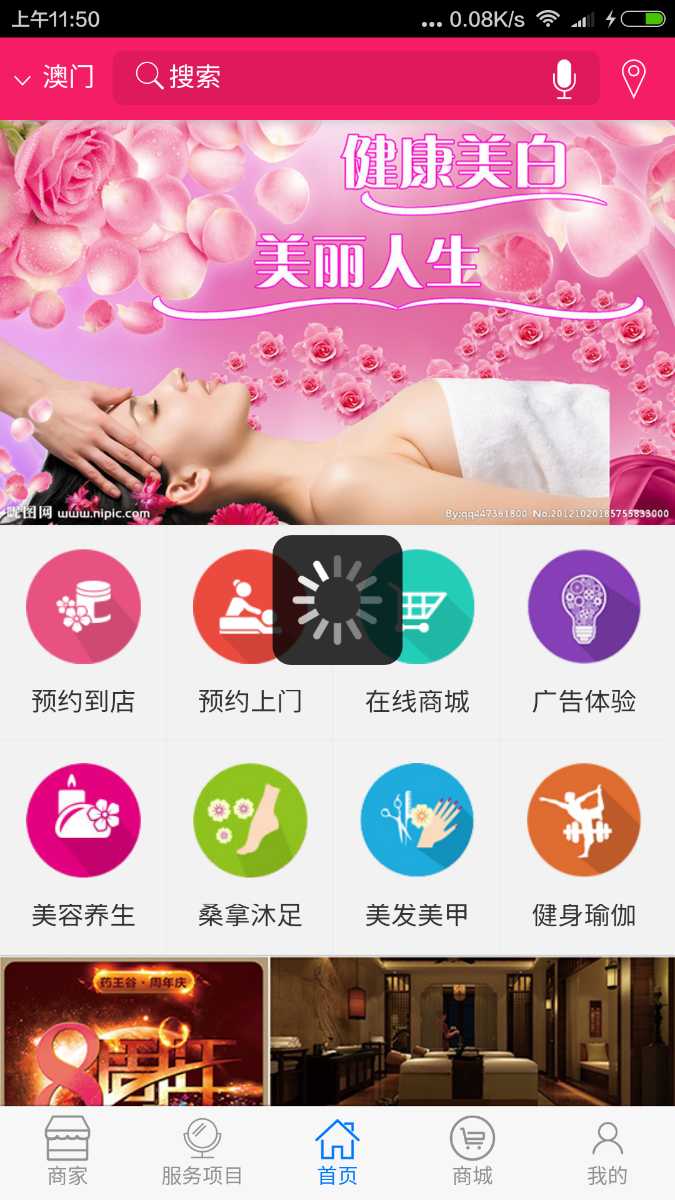 上午11:50
... 0.08K/s
澳门
搜索
健康美白
美丽人生
昵图网 www.nipic.com
By:qq447361800 No.20121020185755833000
预约到店
预约上门
在线商城
广告体验
美容养生
桑拿沐足
美发美甲
健身瑜伽
药王谷·周年庆
8周年
商家
服务项目
首页
商城
我的